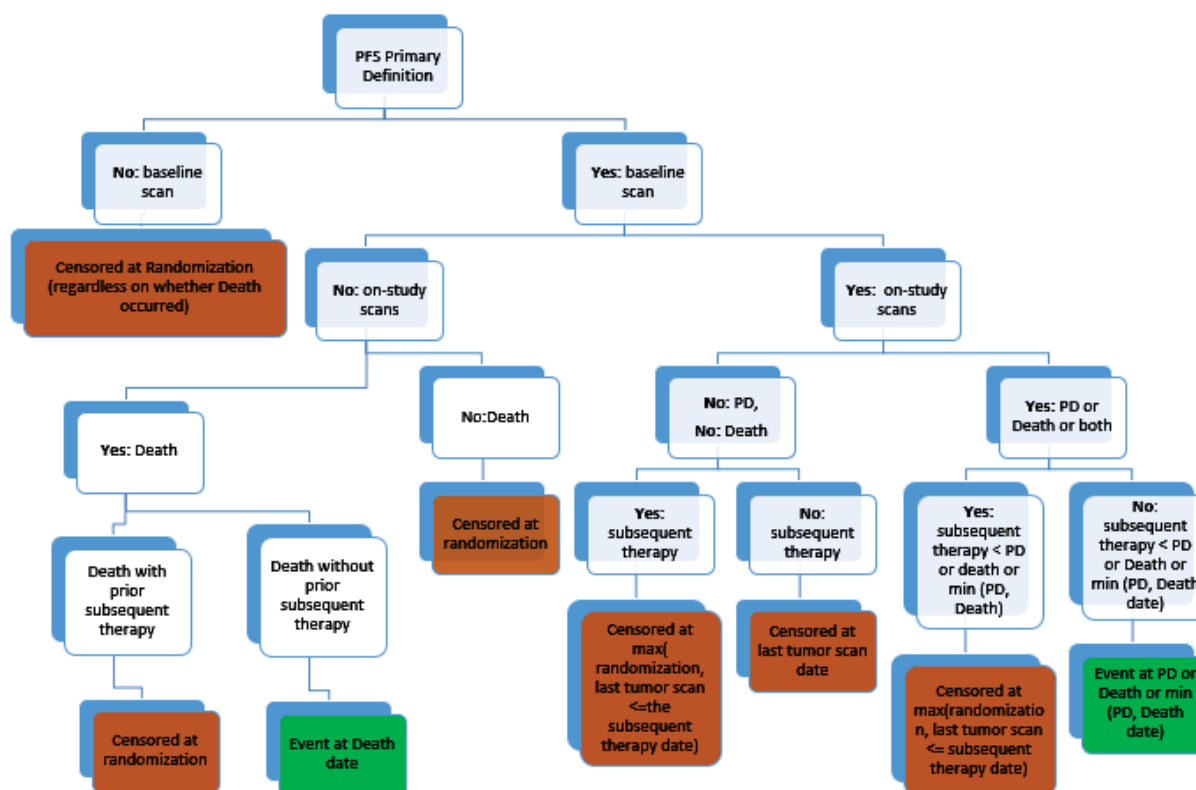 PFS Primary
Definition
No: baseline
scan
Yes: baseline
scan
Censored at Randomization
(regardless on whether Death
occurred)
No: on-study
scans
Yes: on-study
scans
Yes: Death
No:Death
No: PD,
No: Death
Yes: PD or
Death or both
Death with
prior
subsequent
therapy
Death without
prior
subsequent
therapy
Censored at
randomization
Yes:
subsequent
therapy
No:
subsequent
therapy
Yes:
subsequent
therapy < PD
or death or
min (PD,
Death)
No:
subsequent
therapy < PD
or Death or
min (PD, Death
date)
Censored at
randomization
Event at Death
date
Censored at
max(
randomization,
last tumor scan
<=the
subsequent
therapy date)
Censored at
last tumor scan
date
Censored at
max(randomizatio
n, last tumor scan
<= subsequent
therapy date)
Event at PD or
Death or min
(PD, Death
date)